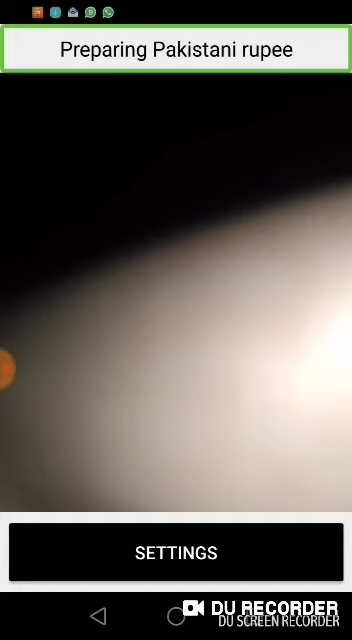 Preparing Pakistani rupee
SETTINGS
DU RECORDER
DU SCREEN RECORDER